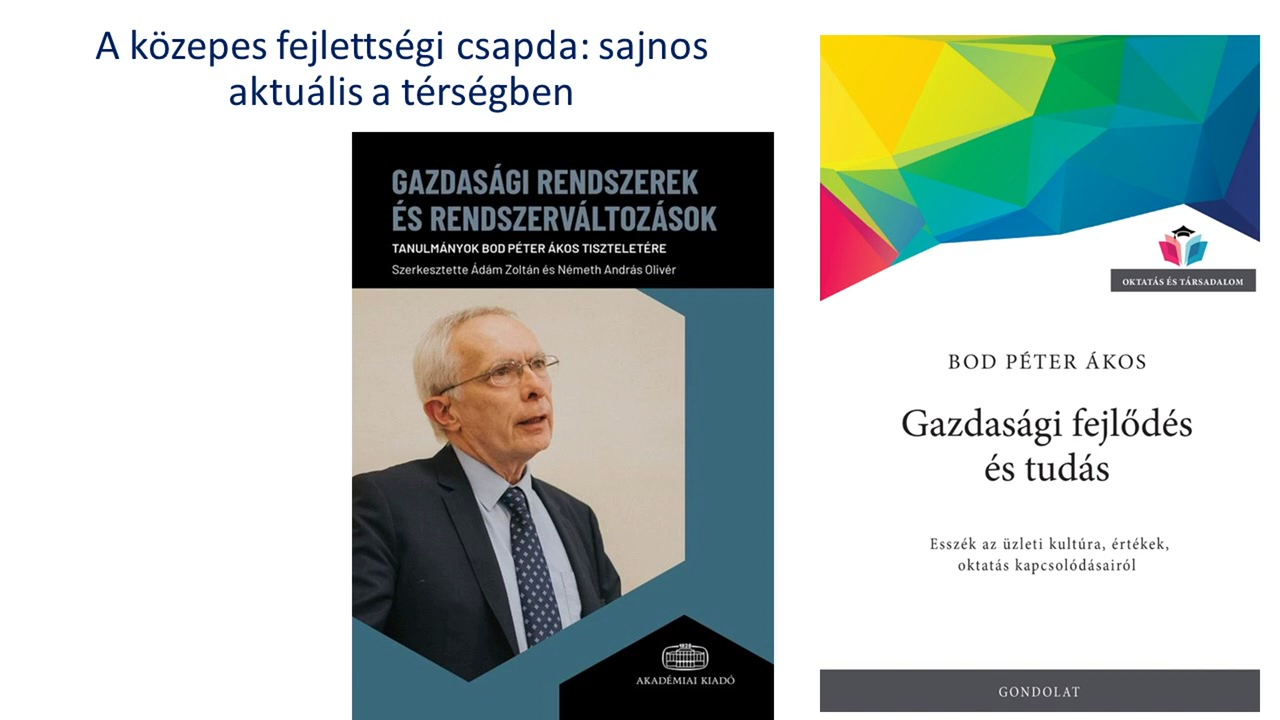 A közepes fejlettségi csapda: sajnos
aktuális a térségben
GAZDASÁGI RENDSZEREK
ÉS RENDSZERVÁLTOZÁSOK
TANULMÁNYOK BOD PÉTER ÁKOS TISZTELETÉRE
Szerkesztette Ádám Zoltán és Németh András Olivér
1828
AKADÉMIAI KIADÓ
OKTATÁS ÉS TÁRSADALOM
BOD PÉTER ÁKOS
Gazdasági fejlődés
és tudás
Esszék az üzleti kultúra, értékek,
oktatás kapcsolódásairól
GONDOLAT